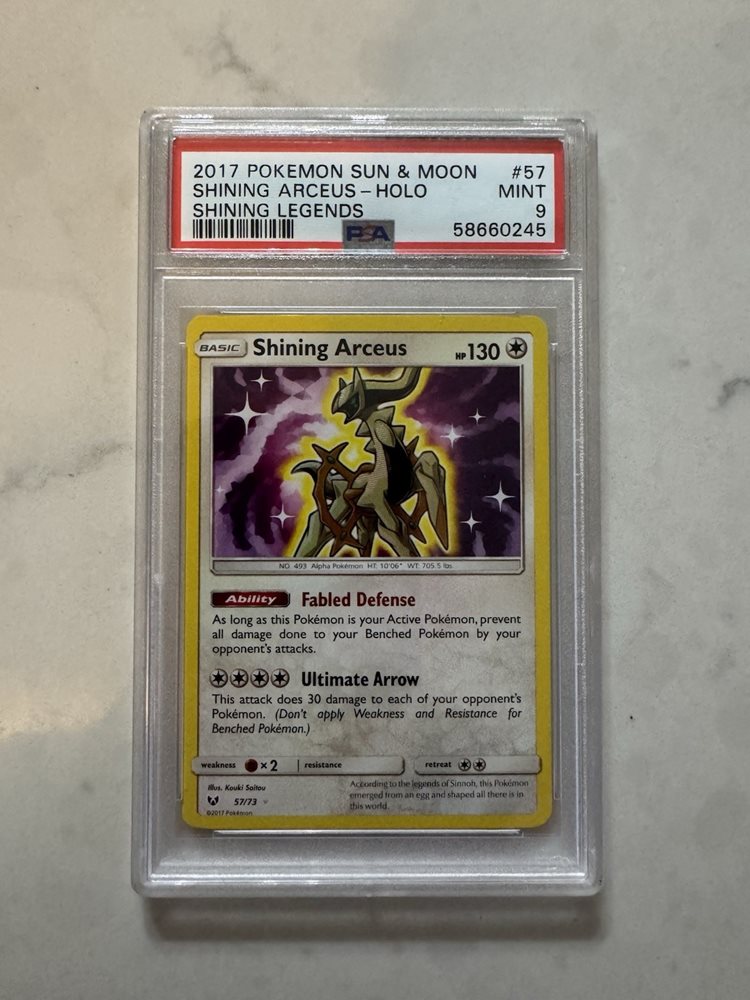 2017 POKEMON SUN & MOON #57
SHINING ARCEUS – HOLO MINT
SHINING LEGENDS 9
PSA 58660245
BASIC Shining Arceus HP 130
NO. 493 Alpha Pokémon HT: 10'06" WT: 705.5 lbs
Ability Fabled Defense
As long as this Pokémon is your Active Pokémon, prevent
all damage done to your Benched Pokémon by your
opponent's attacks.
Ultimate Arrow
This attack does 30 damage to each of your opponent's
Pokémon. (Don't apply Weakness and Resistance for
Benched Pokémon.)
weakness ×2 resistance retreat
Illus. Kouki Saitou
57/73
©2017 Pokémon
According to the legends of Sinnoh, this Pokémon
emerged from an egg and shaped all there is in
this world.